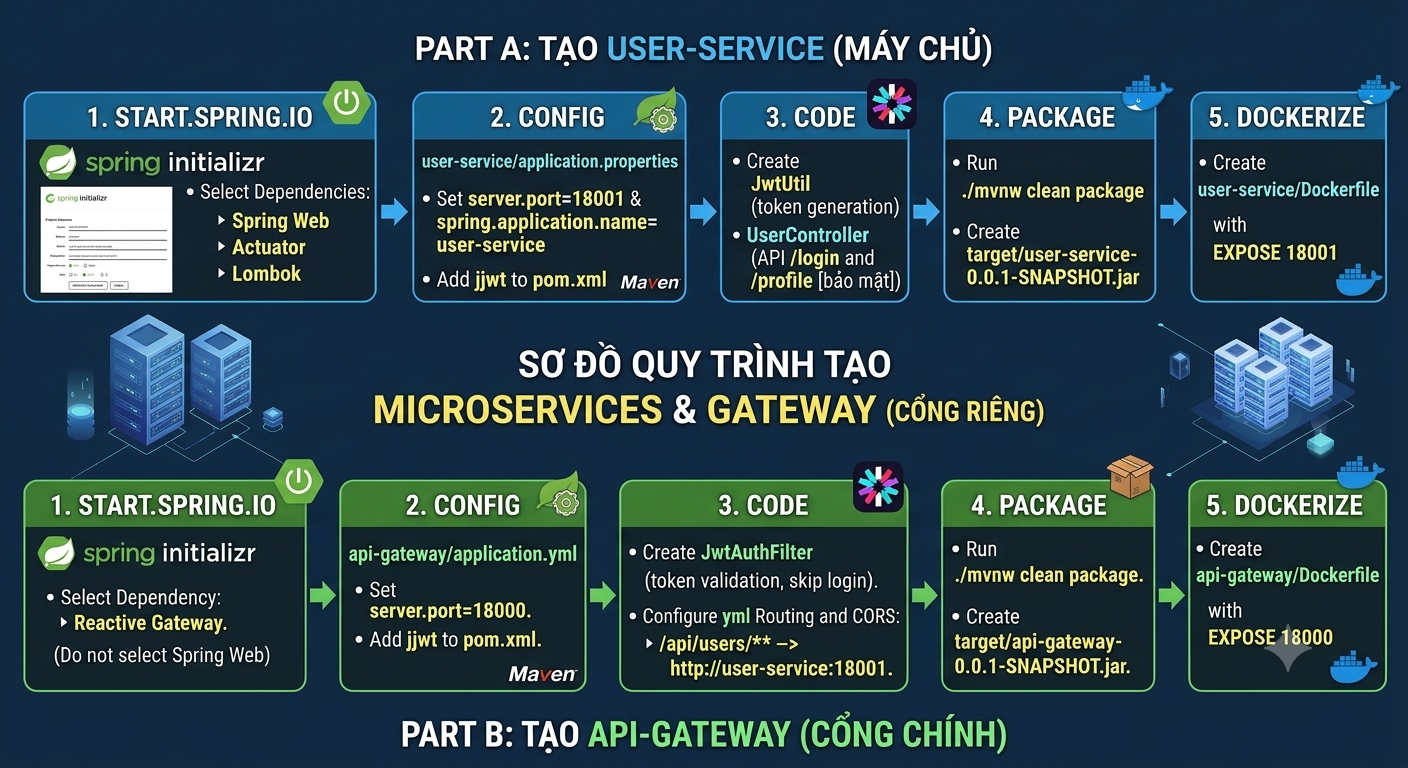 PART A: TẠO USER-SERVICE (MÁY CHỦ)
1. START.SPRING.IO
spring initializr
spring initializr
• Select Dependencies:
‣ Spring Web
‣ Actuator
‣ Lombok
2. CONFIG
user-service/application.properties
• Set server.port=18001 &
spring.application.name=
user-service
• Add jjwt to pom.xml
Maven
3. CODE
• Create
JwtUtil
(token generation)
• UserController
(API /login and
/profile [bảo mật])
4. PACKAGE
• Run
./mvnw clean package
• Create
target/user-service-
0.0.1-SNAPSHOT.jar
5. DOCKERIZE
• Create
user-service/Dockerfile
with
EXPOSE 18001
SƠ ĐỒ QUY TRÌNH TẠO
MICROSERVICES & GATEWAY (CỔNG RIÊNG)
1. START.SPRING.IO
spring initializr
• Select Dependency:
‣ Reactive Gateway.
(Do not select Spring Web)
2. CONFIG
api-gateway/application.yml
• Set
server.port=18000.
• Add jjwt to pom.xml.
Maven
3. CODE
• Create JwtAuthFilter
(token validation, skip login).
• Configure yml Routing and CORS:
‣ /api/users/** –>
http://user-service:18001.
4. PACKAGE
• Run
./mvnw clean package.
• Create
target/api-gateway-
0.0.1-SNAPSHOT.jar.
5. DOCKERIZE
• Create
api-gateway/Dockerfile
with
EXPOSE 18000
PART B: TẠO API-GATEWAY (CỔNG CHÍNH)